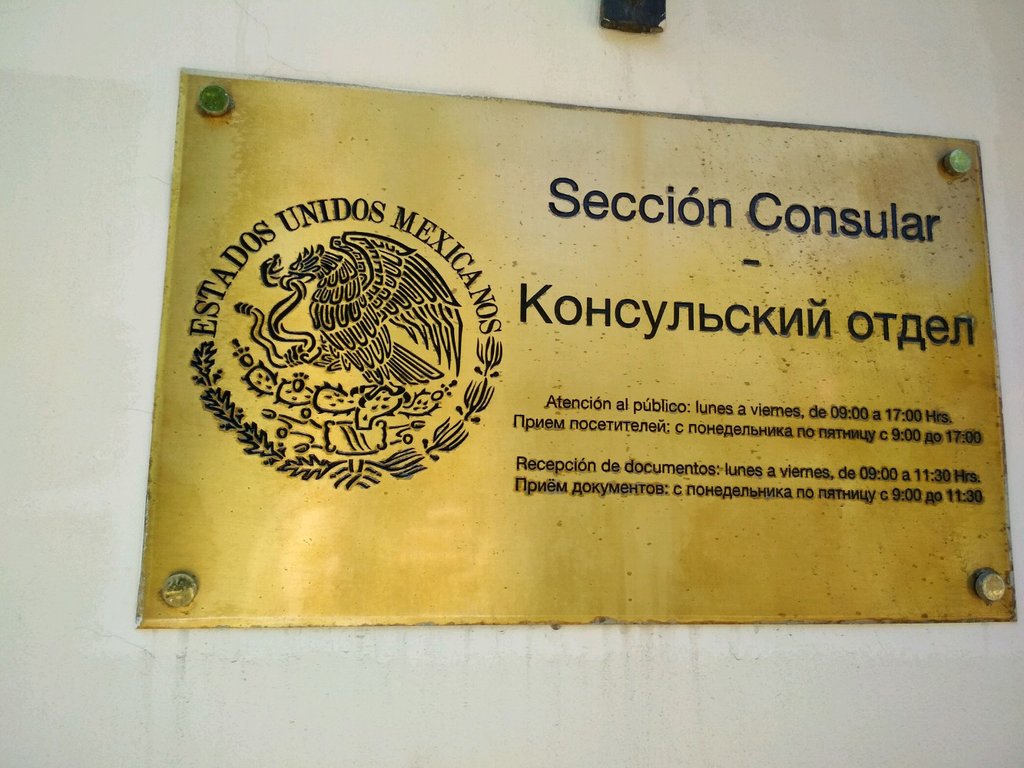 ESTADOS UNIDOS MEXICANOS
Sección Consular
-
Консульский отдел
Atención al público: lunes a viernes, de 09:00 a 17:00 Hrs.
Прием посетителей: с понедельника по пятницу с 9:00 до 17:00
Recepción de documentos: lunes a viernes, de 09:00 a 11:30 Hrs.
Приём документов: с понедельника по пятницу с 9:00 до 11:30